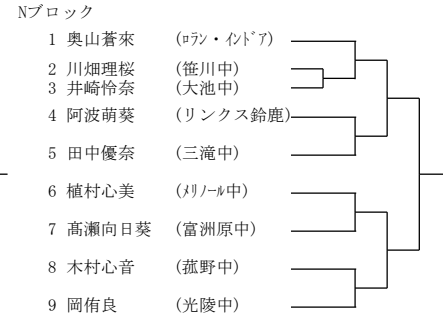 Nブロック
1 奥山蒼來 (ﾛﾗﾝ・ｲﾝﾄﾞｱ)
2 川畑理桜 (笹川中)
3 井崎怜奈 (大池中)
4 阿波萌葵 (リンクス鈴鹿)
5 田中優奈 (三滝中)
6 植村心美 (ﾒﾘﾉｰﾙ中)
7 髙瀬向日葵 (富洲原中)
8 木村心音 (菰野中)
9 岡侑良 (光陵中)